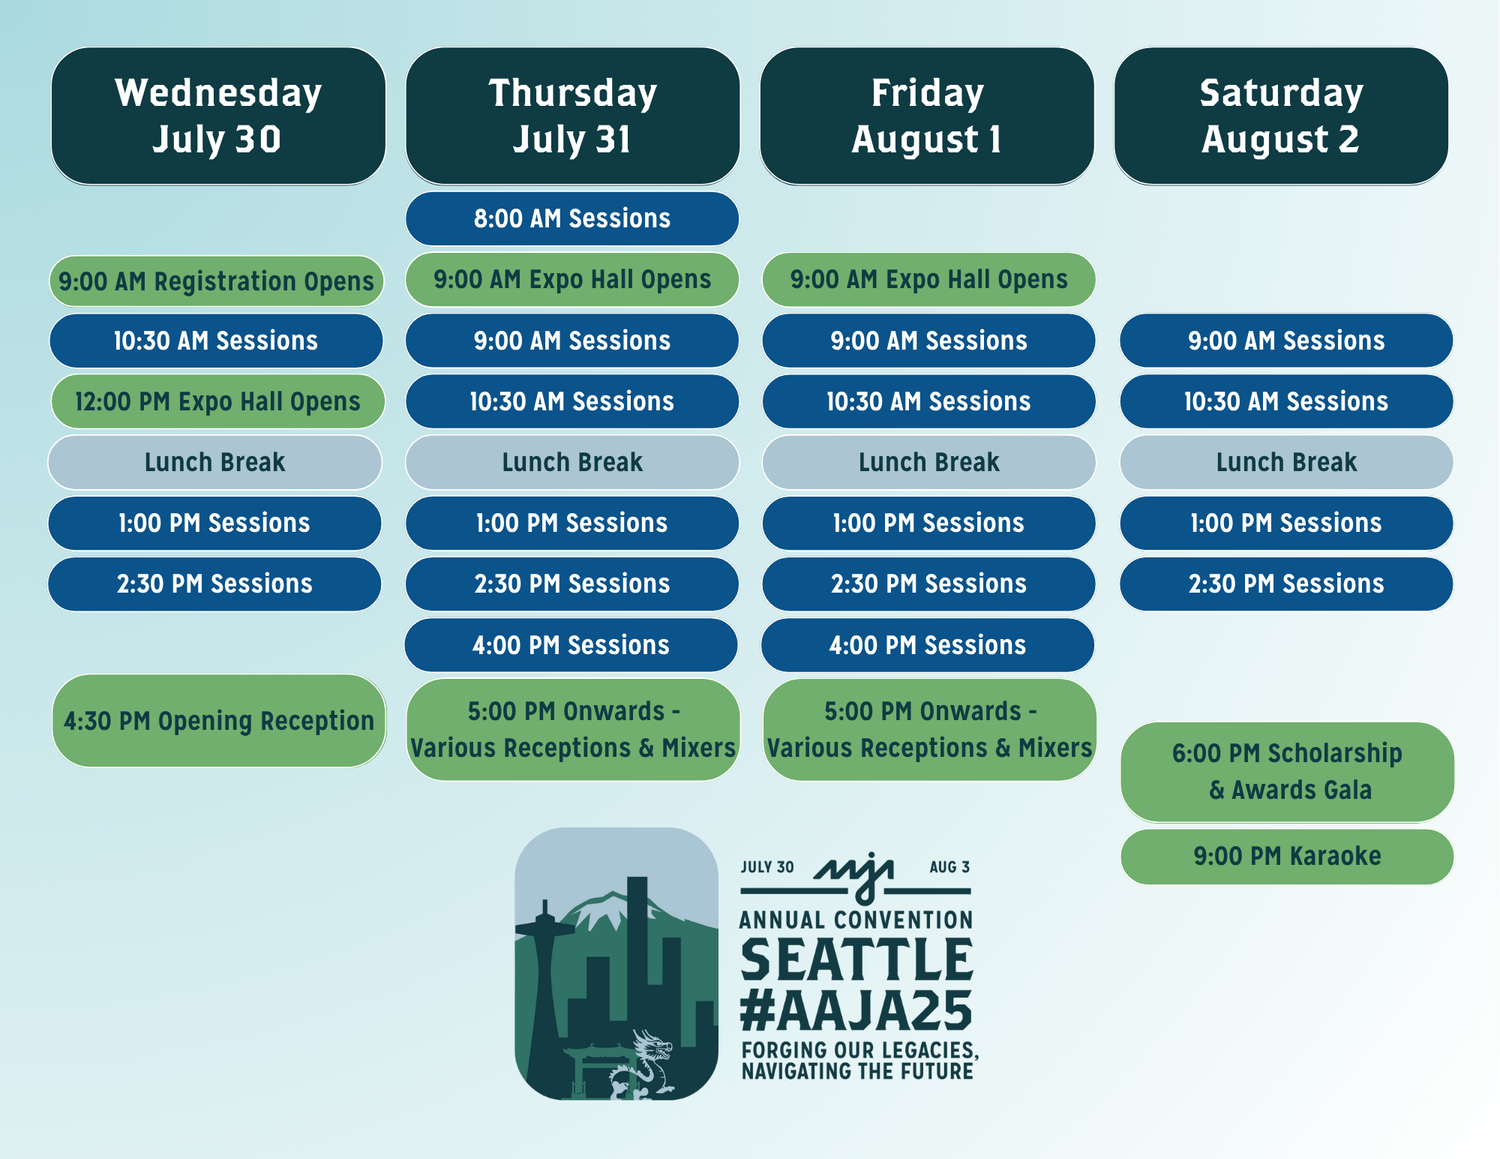 Wednesday
July 30
9:00 AM Registration Opens
10:30 AM Sessions
12:00 PM Expo Hall Opens
Lunch Break
1:00 PM Sessions
2:30 PM Sessions
4:30 PM Opening Reception
Thursday
July 31
8:00 AM Sessions
9:00 AM Expo Hall Opens
9:00 AM Sessions
10:30 AM Sessions
Lunch Break
1:00 PM Sessions
2:30 PM Sessions
4:00 PM Sessions
5:00 PM Onwards -
Various Receptions & Mixers
Friday
August 1
9:00 AM Expo Hall Opens
9:00 AM Sessions
10:30 AM Sessions
Lunch Break
1:00 PM Sessions
2:30 PM Sessions
4:00 PM Sessions
5:00 PM Onwards -
Various Receptions & Mixers
Saturday
August 2
9:00 AM Sessions
10:30 AM Sessions
Lunch Break
1:00 PM Sessions
2:30 PM Sessions
6:00 PM Scholarship
& Awards Gala
9:00 PM Karaoke
JULY 30 aaja AUG 3
ANNUAL CONVENTION
SEATTLE
#AAJA25
FORGING OUR LEGACIES,
NAVIGATING THE FUTURE